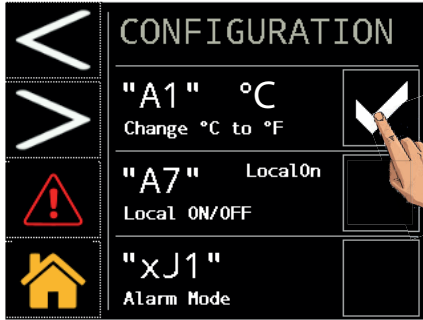 CONFIGURATION
"A1" °C
Change °C to °F
"A7" LocalOn
Local ON/OFF
"xJ1"
Alarm Mode